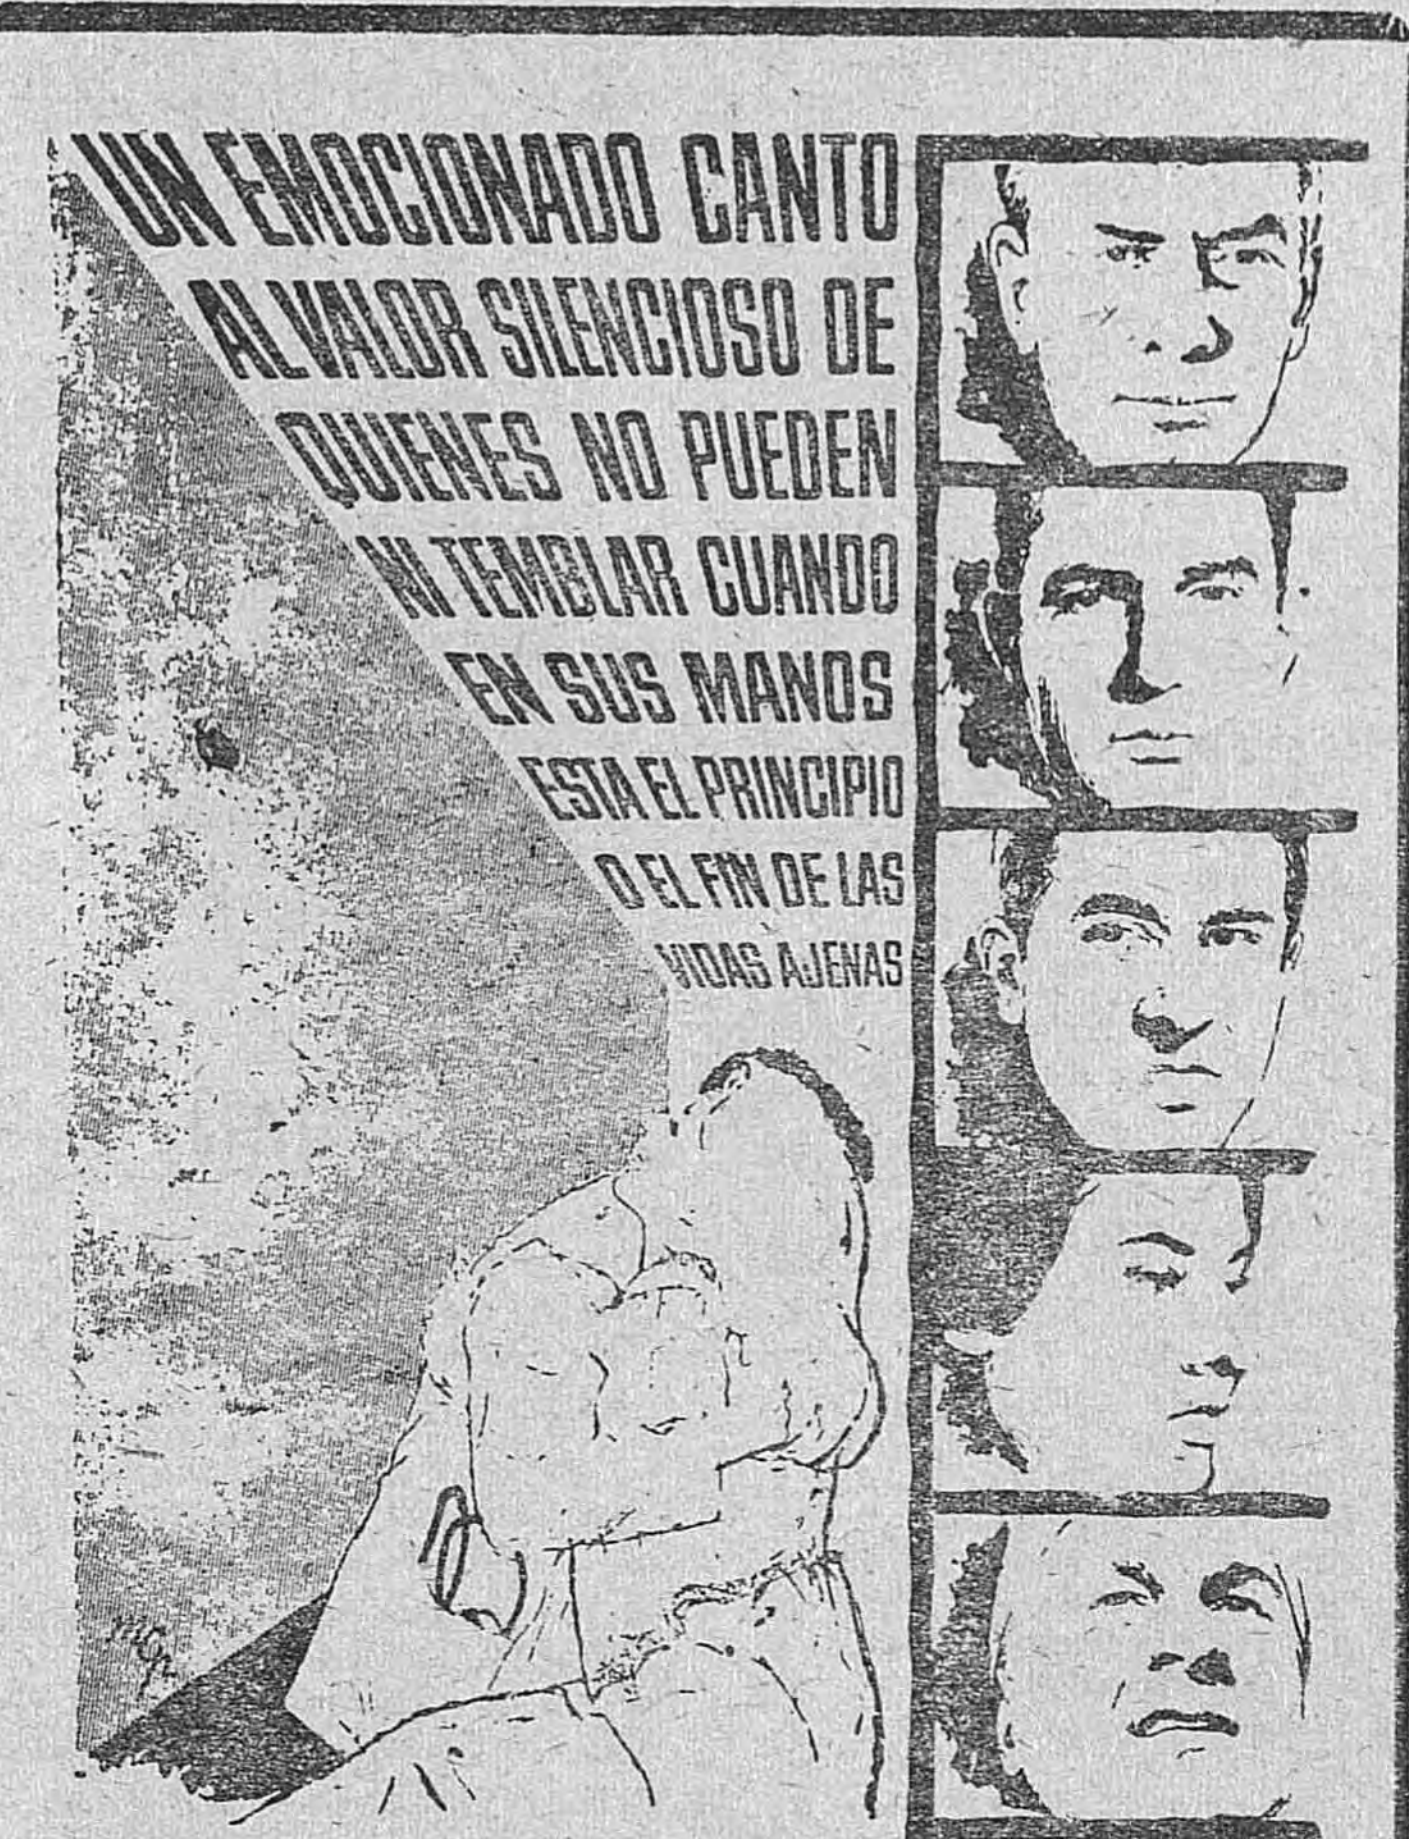 UN EMOCIONADO CANTO
AL VALOR SILENCIOSO DE
QUIENES NO PUEDEN
NI TEMBLAR CUANDO
EN SUS MANOS
ESTA EL PRINCIPIO
O EL FIN DE LAS
VIDAS AJENAS